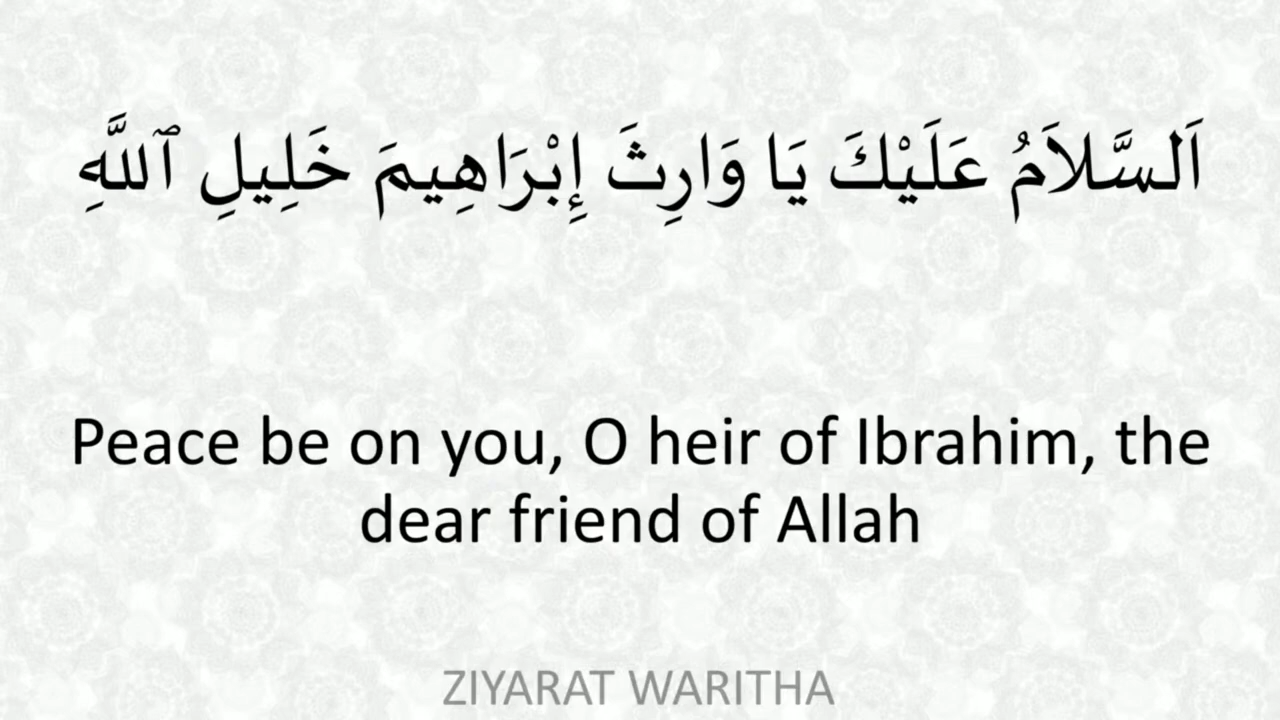 اَلسَّلاَمُ عَلَيْكَ يَا وَارِثَ إِبْرَاهِيمَ خَلِيلِ ٱللَّهِ
Peace be on you, O heir of Ibrahim, the
dear friend of Allah
ZIYARAT WARITHA